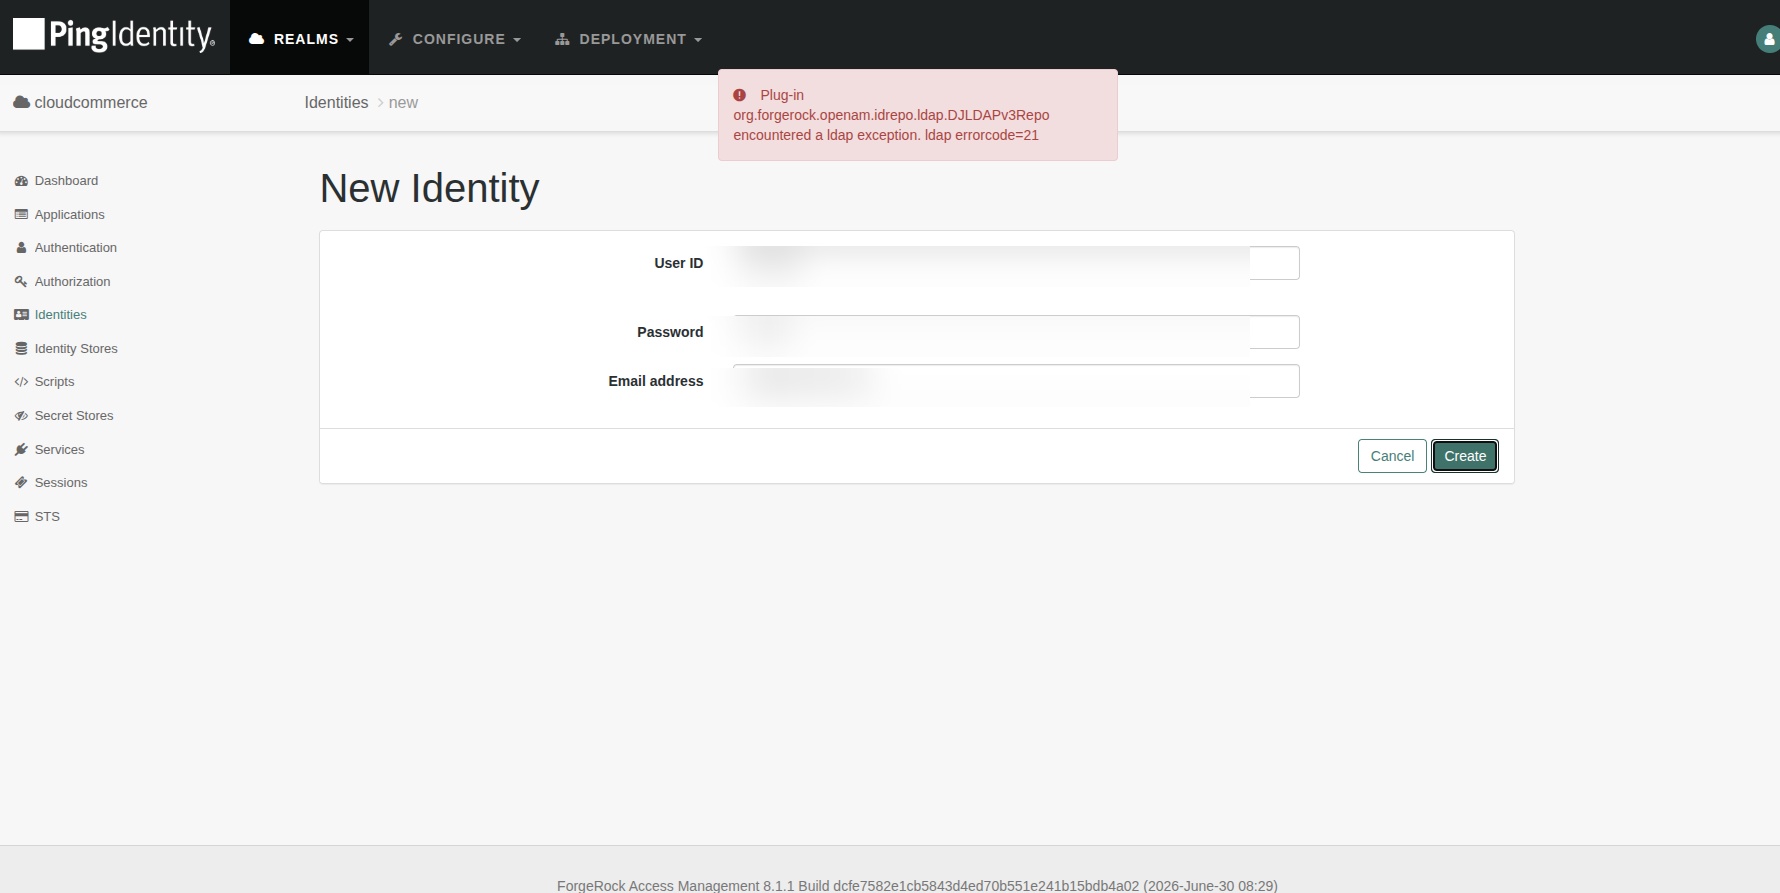 PingIdentity®
REALMS
CONFIGURE
DEPLOYMENT
cloudcommerce
Identities > new
Plug-in
org.forgerock.openam.idrepo.ldap.DJLDAPv3Repo
encountered a ldap exception. ldap errorcode=21
Dashboard
Applications
Authentication
Authorization
Identities
Identity Stores
Scripts
Secret Stores
Services
Sessions
STS
New Identity
User ID
Password
Email address
Cancel
Create
ForgeRock Access Management 8.1.1 Build dcfe7582e1cb5843d4ed70b551e241b15bdb4a02 (2026-June-30 08:29)